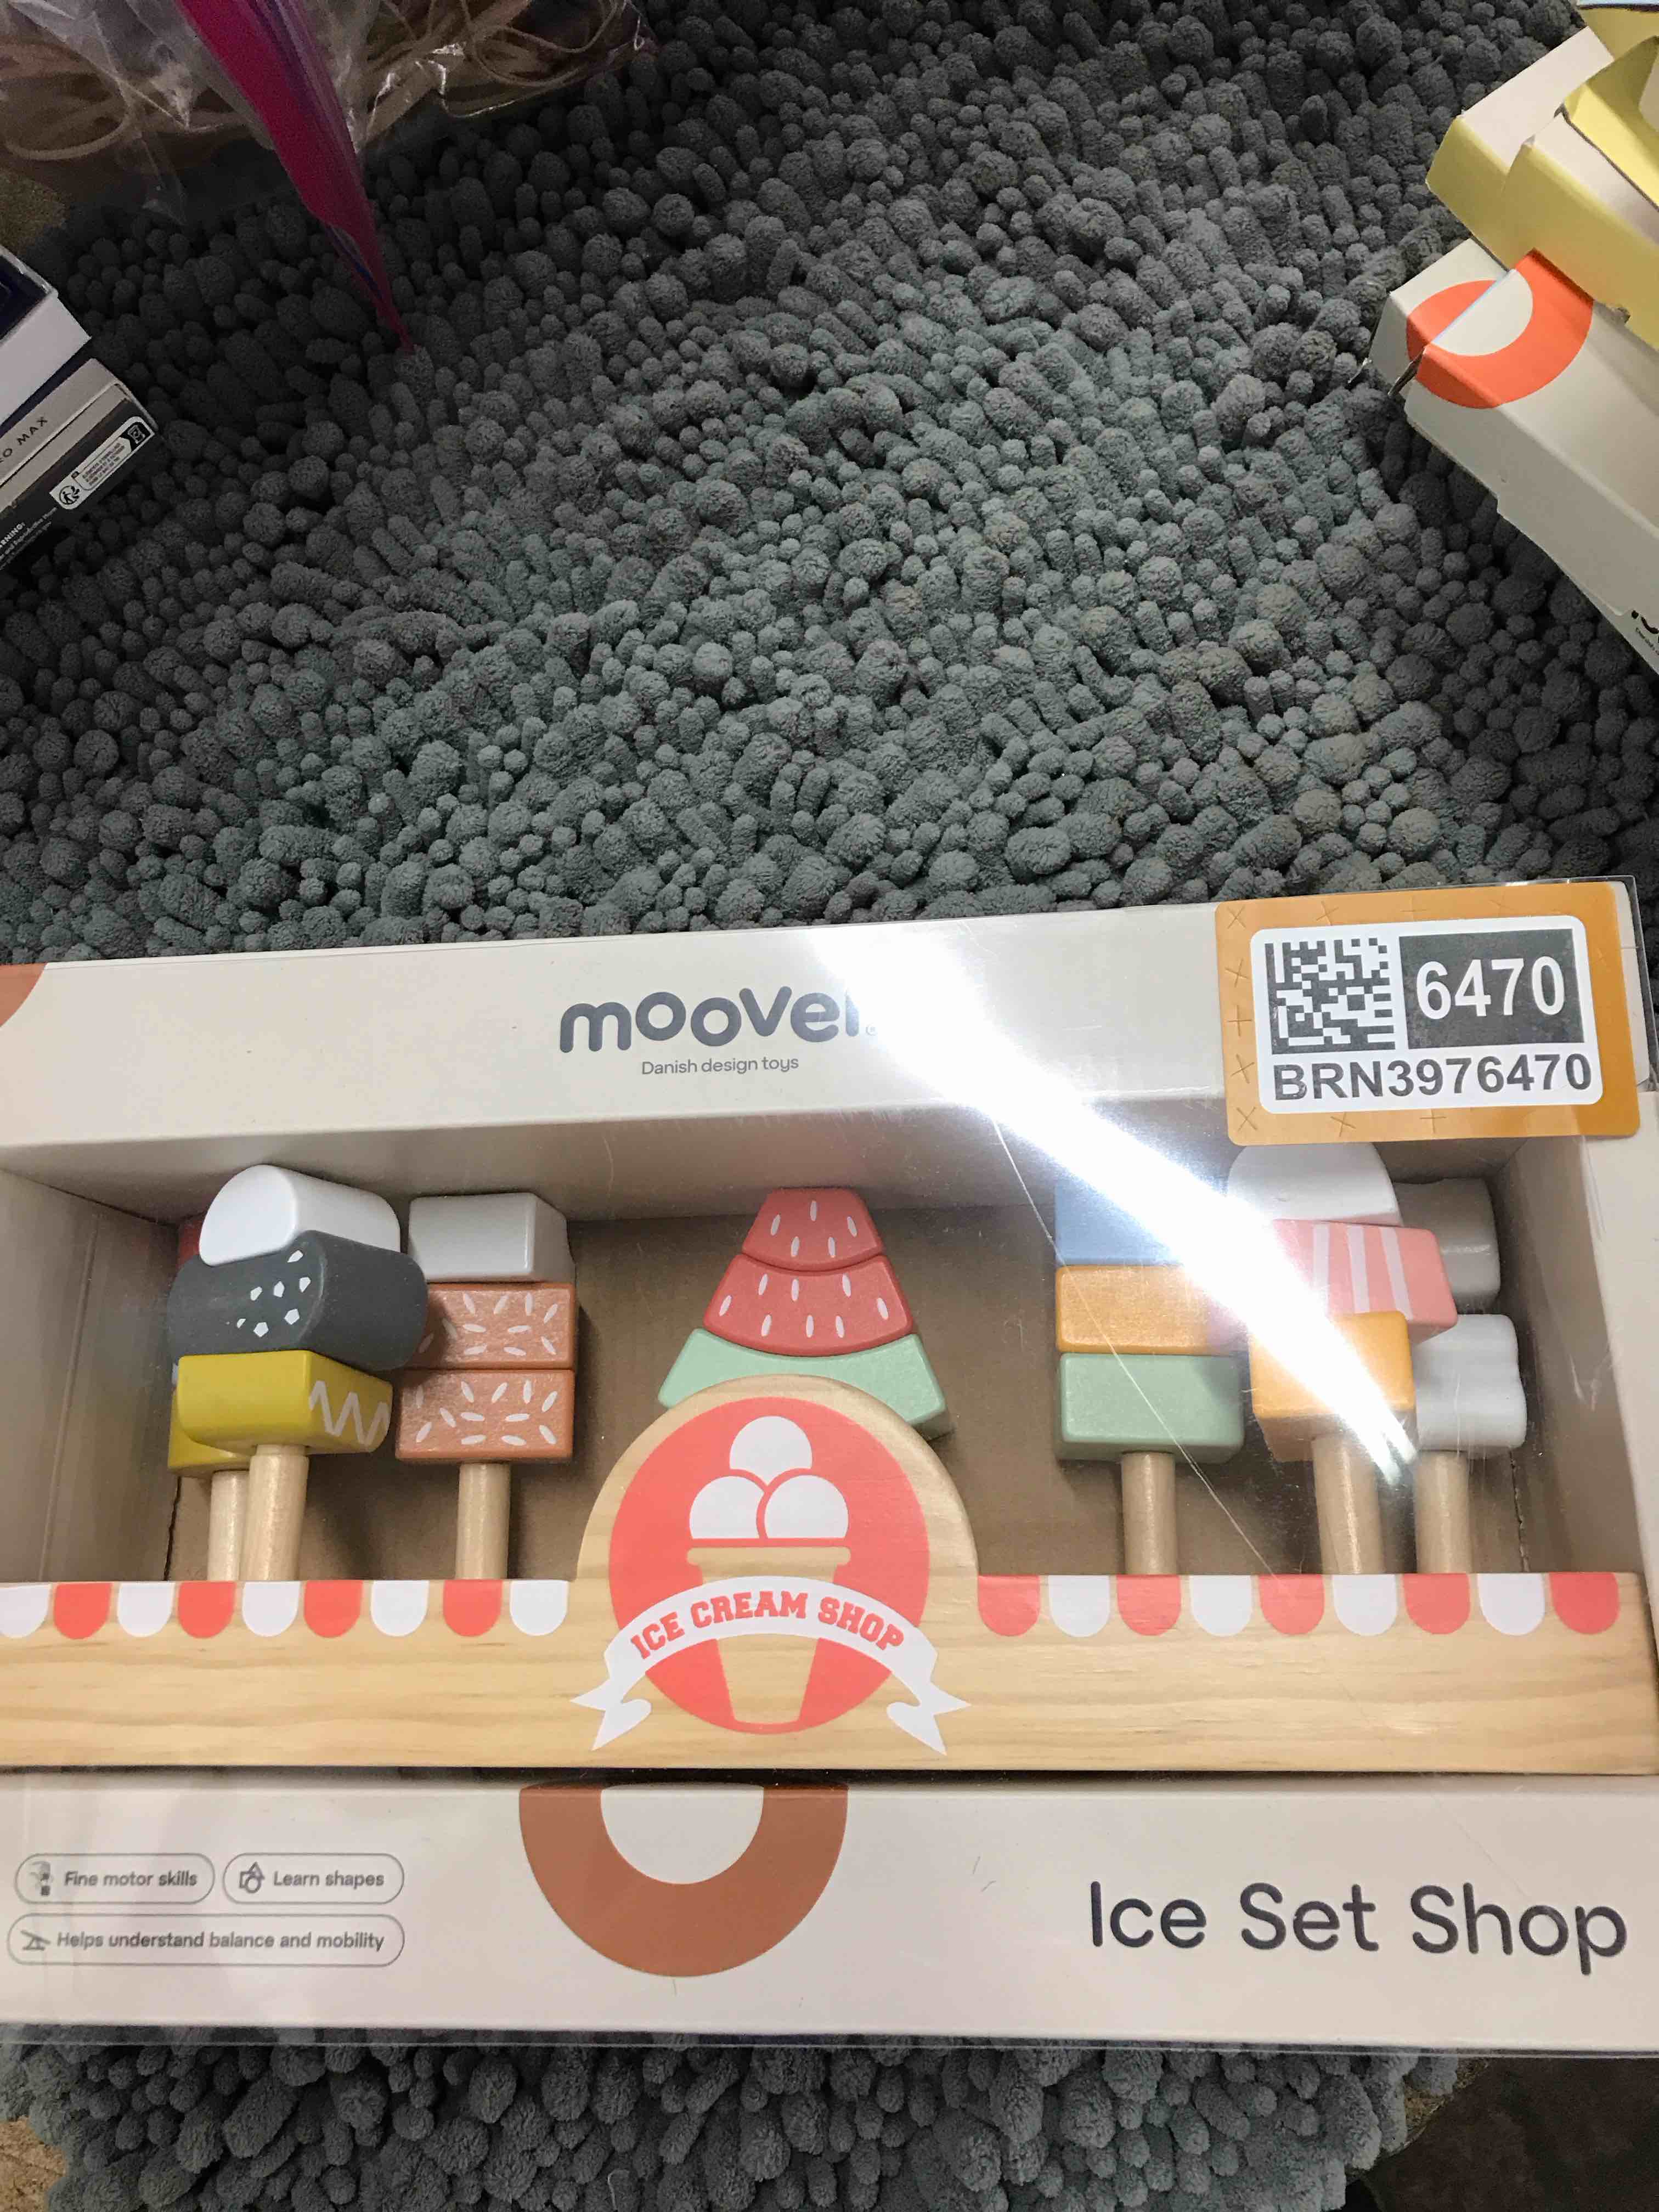 O MAX
moover
Danish design toys
6470
BRN3976470
ICE CREAM SHOP
Fine motor skills
Learn shapes
Helps understand balance and mobility
Ice Set Shop